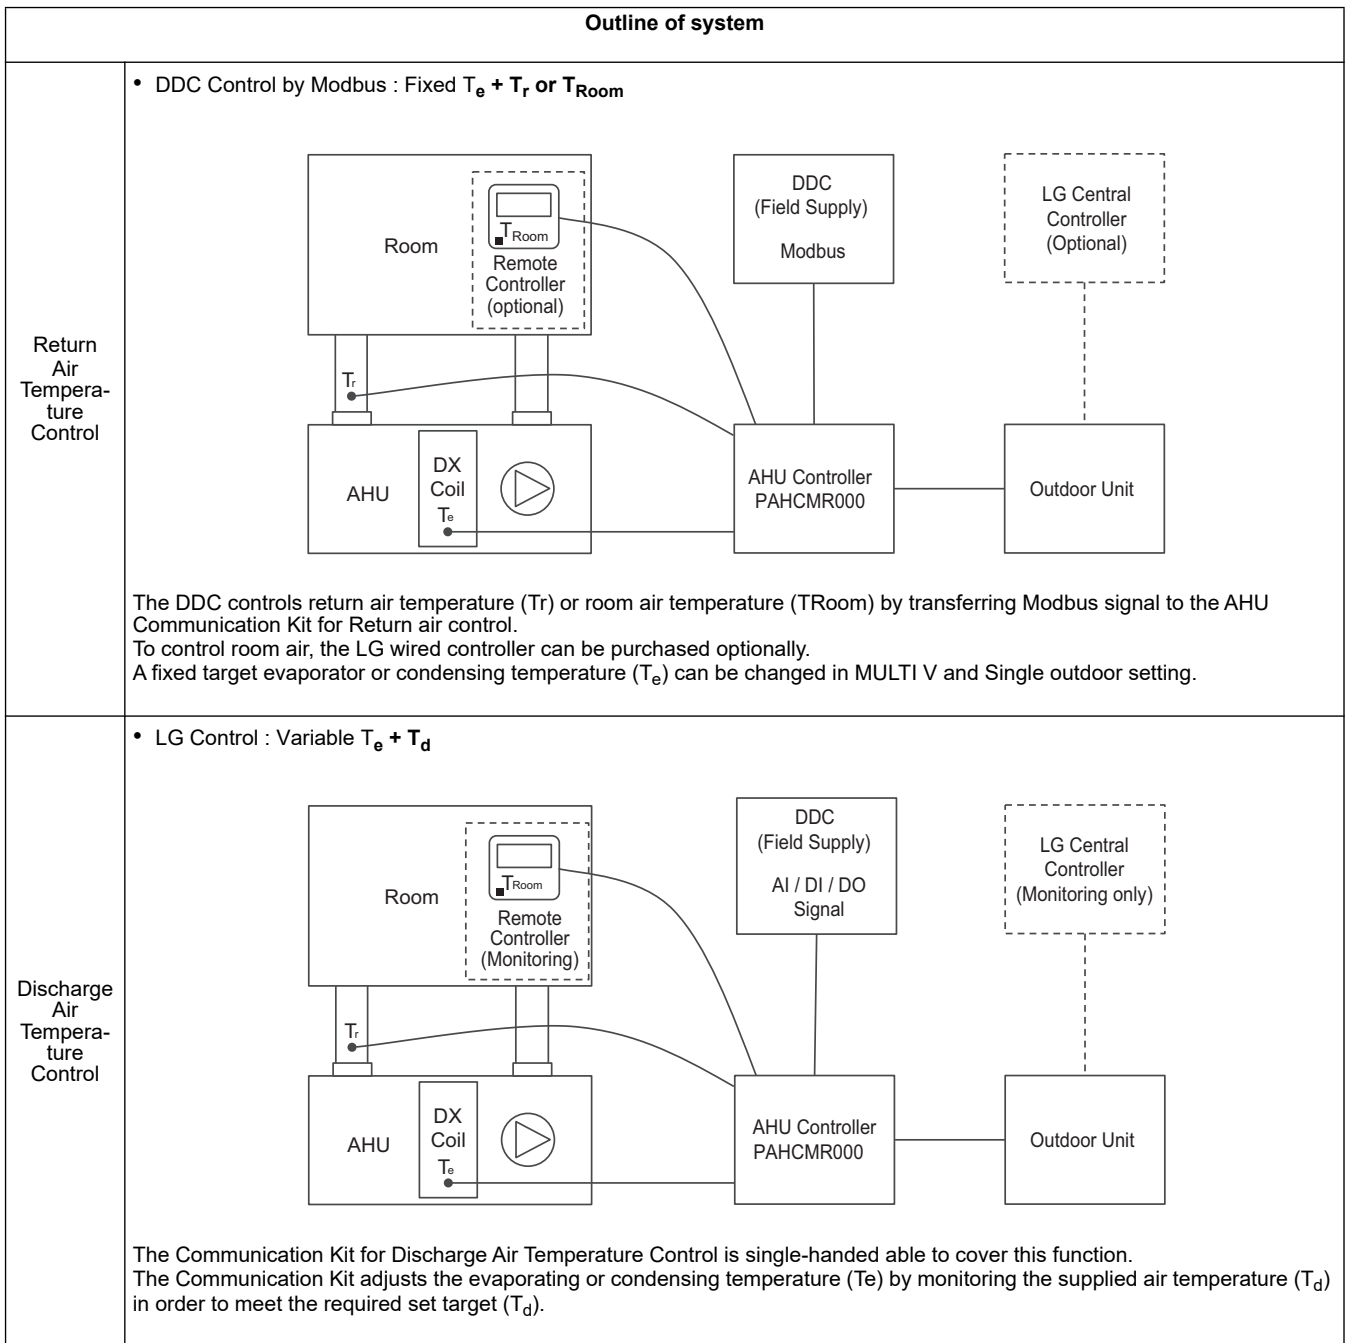 Outline of system
Return
Air
Tempera-
ture
Control
• DDC Control by Modbus : Fixed Te + Tr or TRoom
Room
TRoom
Remote
Controller
(optional)
DDC
(Field Supply)
Modbus
LG Central
Controller
(Optional)
Tr
AHU
DX
Coil
Te
AHU Controller
PAHCMR000
Outdoor Unit
The DDC controls return air temperature (Tr) or room air temperature (TRoom) by transferring Modbus signal to the AHU
Communication Kit for Return air control.
To control room air, the LG wired controller can be purchased optionally.
A fixed target evaporator or condensing temperature (Te) can be changed in MULTI V and Single outdoor setting.
Discharge
Air
Tempera-
ture
Control
• LG Control : Variable Te + Td
Room
TRoom
Remote
Controller
(Monitoring)
DDC
(Field Supply)
AI / DI / DO
Signal
LG Central
Controller
(Monitoring only)
Tr
AHU
DX
Coil
Te
AHU Controller
PAHCMR000
Outdoor Unit
The Communication Kit for Discharge Air Temperature Control is single-handed able to cover this function.
The Communication Kit adjusts the evaporating or condensing temperature (Te) by monitoring the supplied air temperature (Td)
in order to meet the required set target (Td).